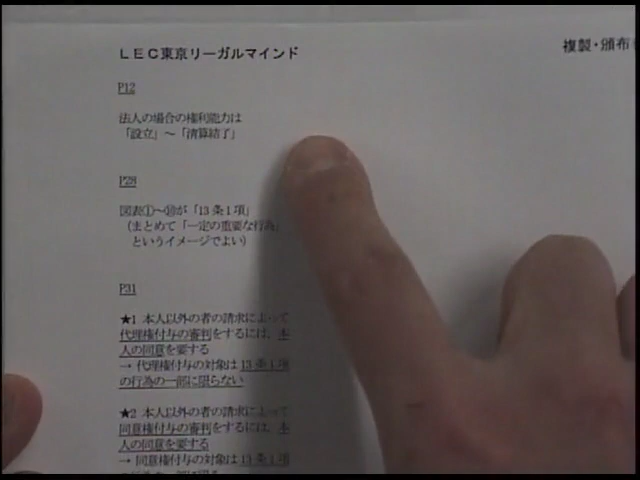 LEC東京リーガルマインド
複製・頒布
P12
法人の場合の権利能力は
「設立」～「清算結了」
P28
図表①～⑩が「13条1項」
（まとめて「一定の重要な行為」
というイメージでよい）
P31
★1 本人以外の者の請求によって
代理権付与の審判をするには、本
人の同意を要する
→ 代理権付与の対象は13条1項
の行為の一部に限らない
★2 本人以外の者の請求によって
同意権付与の審判をするには、本
人の同意を要する
→ 同意権付与の対象は13条1項